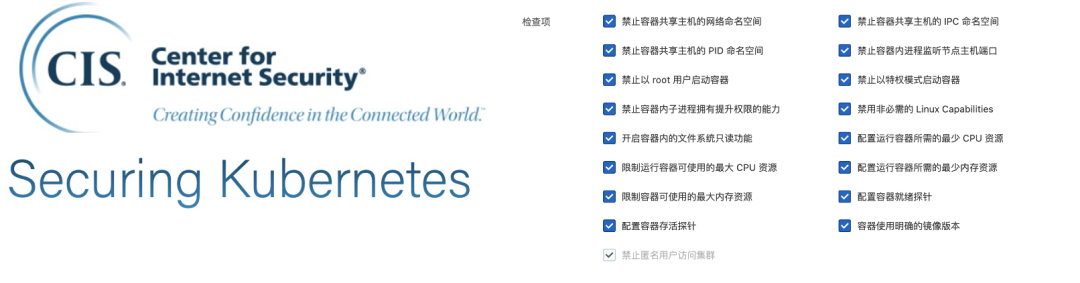 CIS.
Center for
Internet Security®
Creating Confidence in the Connected World.™
Securing Kubernetes
检查项
禁止容器共享主机的网络命名空间
禁止容器共享主机的 IPC 命名空间
禁止容器共享主机的 PID 命名空间
禁止容器内进程监听节点主机端口
禁止以 root 用户启动容器
禁止以特权模式启动容器
禁止容器内子进程拥有提升权限的能力
禁用非必需的 Linux Capabilities
开启容器内的文件系统只读功能
配置运行容器所需的最少 CPU 资源
限制运行容器可使用的最大 CPU 资源
配置运行容器所需的最少内存资源
限制容器可使用的最大内存资源
配置容器就绪探针
配置容器存活探针
容器使用明确的镜像版本
禁止匿名用户访问集群